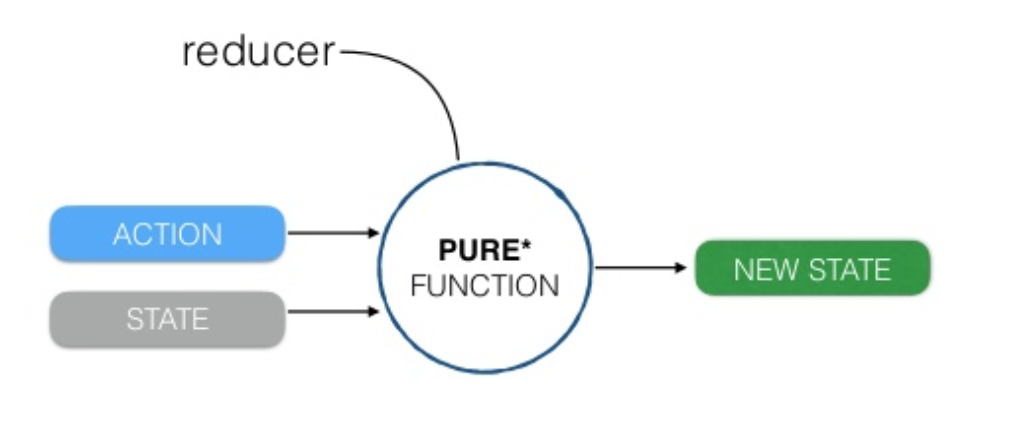 reducer
ACTION
STATE
PURE*
FUNCTION
NEW STATE